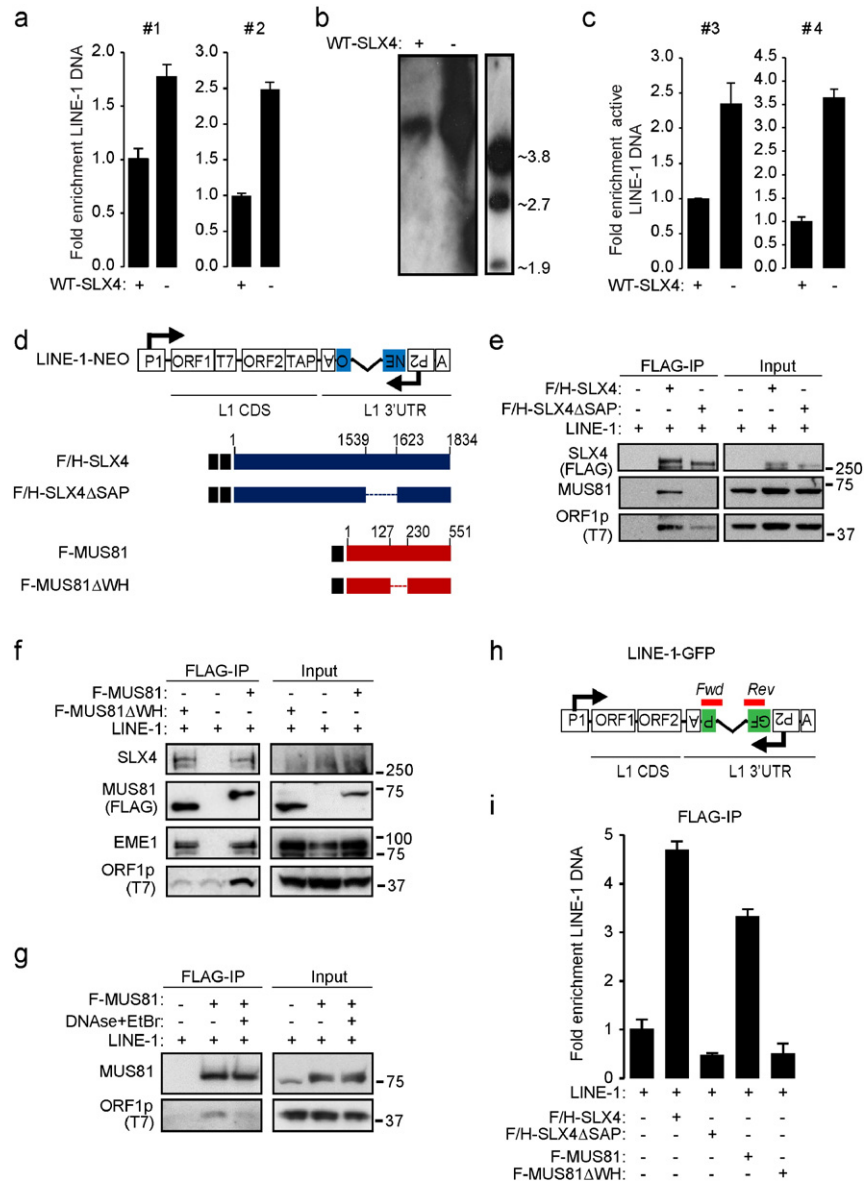 a
#1
#2
Fold enrichment LINE-1 DNA
2.0
1.5
1.0
0.5
0
3.0
2.5
2.0
1.5
1.0
0.5
0
WT-SLX4: + - + -
b
WT-SLX4: + -
~3.8
~2.7
~1.9
c
#3
#4
Fold enrichment active
LINE-1 DNA
3.0
2.5
2.0
1.5
1.0
0.5
0
4.5
4.0
3.5
3.0
2.5
2.0
1.5
1.0
0.5
0
WT-SLX4: + - + -
d
LINE-1-NEO
P1 ORF1 T7 ORF2 TAP A O NE P2 A
L1 CDS
L1 3'UTR
1 1539 1623 1834
F/H-SLX4
F/H-SLX4ΔSAP
1 127 230 551
F-MUS81
F-MUS81ΔWH
e
FLAG-IP Input
F/H-SLX4: - + - - + -
F/H-SLX4ΔSAP: - - + - - +
LINE-1: + + + + + +
SLX4
(FLAG)
250
MUS81
75
ORF1p
(T7)
37
f
FLAG-IP Input
F-MUS81: - - + - - +
F-MUS81ΔWH: + - - + - -
LINE-1: + + + + + +
SLX4
250
MUS81
(FLAG)
75
EME1
100
75
ORF1p
(T7)
37
g
FLAG-IP Input
F-MUS81: - + + - + +
DNAse+EtBr: - - + - - +
LINE-1: + + + + + +
MUS81
75
ORF1p
(T7)
37
h
LINE-1-GFP
Fwd Rev
P1 ORF1 ORF2 A P GF P2 A
L1 CDS
L1 3'UTR
i
FLAG-IP
Fold enrichment LINE-1 DNA
5
4
3
2
1
0
LINE-1: + + + + +
F/H-SLX4: - + - - -
F/H-SLX4ΔSAP: - - + - -
F-MUS81: - - - + -
F-MUS81ΔWH: - - - - +